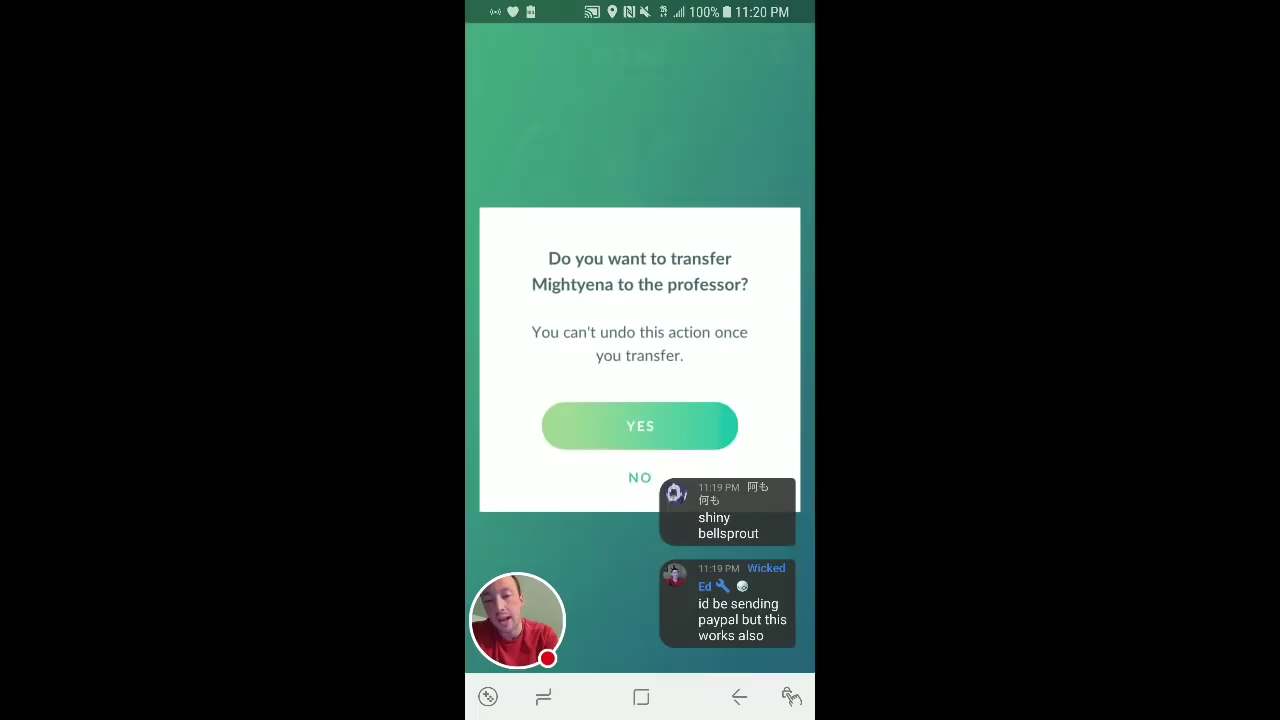 100% 11:20 PM
Do you want to transfer
Mightyena to the professor?
You can't undo this action once
you transfer.
YES
NO
11:19 PM 阿も
何も
shiny
bellsprout
11:19 PM Wicked
Ed
id be sending
paypal but this
works also